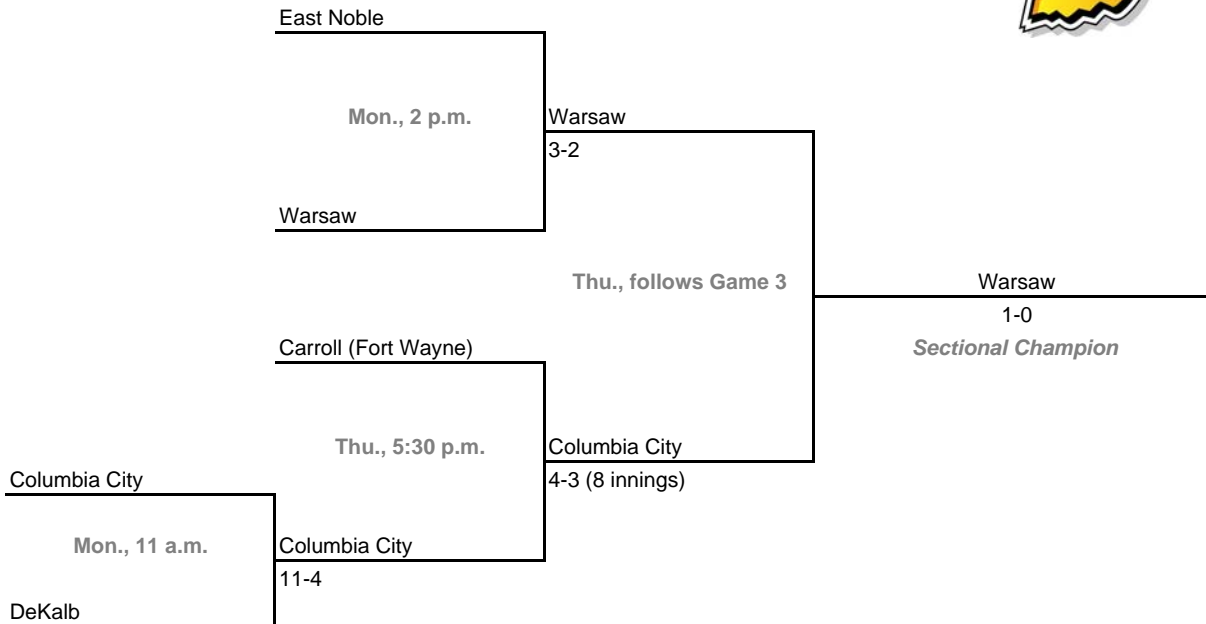 East Noble
Mon., 2 p.m.
Warsaw
3-2
Warsaw
Thu., follows Game 3
Warsaw
1-0
Sectional Champion
Carroll (Fort Wayne)
Thu., 5:30 p.m.
Columbia City
4-3 (8 innings)
Columbia City
Mon., 11 a.m.
Columbia City
11-4
DeKalb